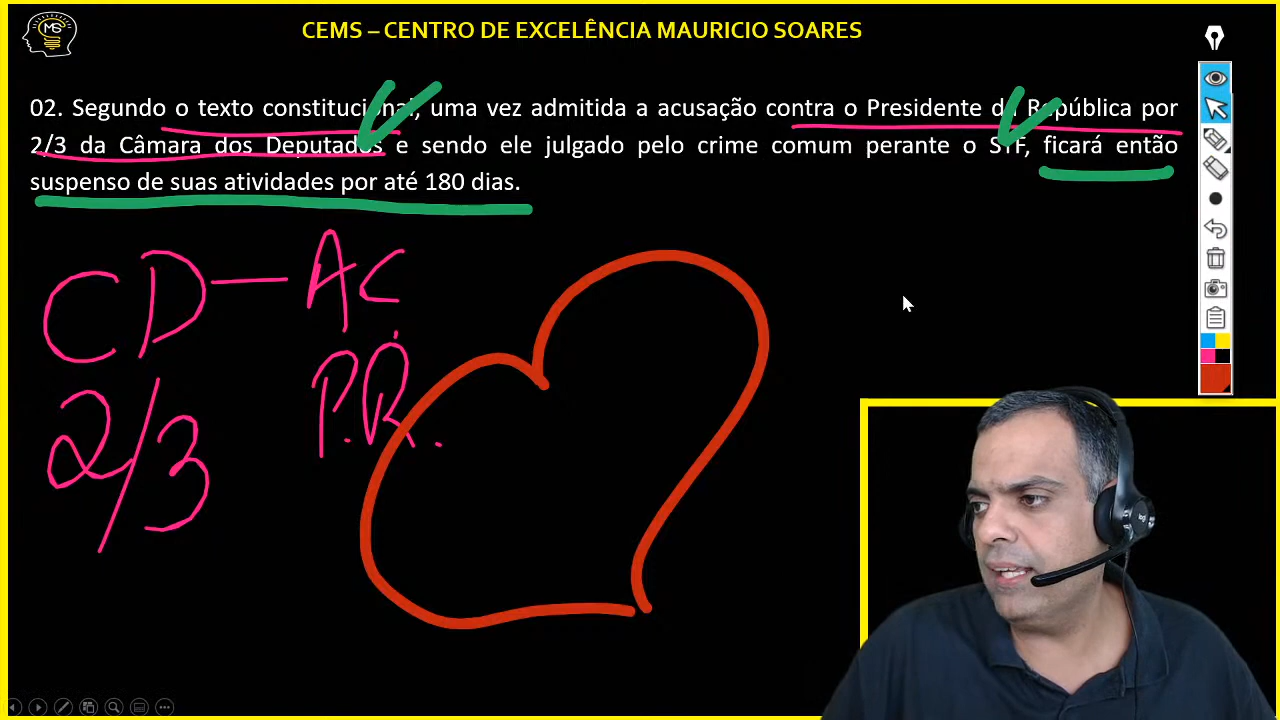 MS
CEMS – CENTRO DE EXCELÊNCIA MAURICIO SOARES
02. Segundo o texto constitucional, uma vez admitida a acusação contra o Presidente da República por
2/3 da Câmara dos Deputados e sendo ele julgado pelo crime comum perante o STF, ficará então
suspenso de suas atividades por até 180 dias.
CD — AC
P.R.
2/3
logi